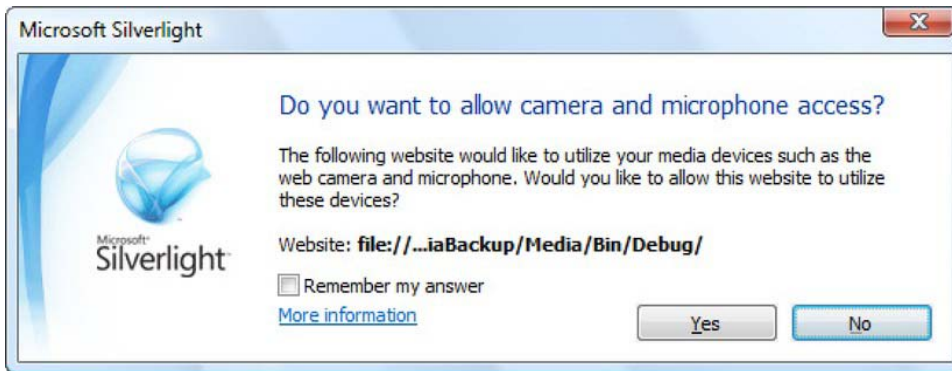 Microsoft Silverlight
Do you want to allow camera and microphone access?
The following website would like to utilize your media devices such as the
web camera and microphone. Would you like to allow this website to utilize
these devices?
Microsoft®
Silverlight™
Website: file://...iaBackup/Media/Bin/Debug/
Remember my answer
More information
Yes
No